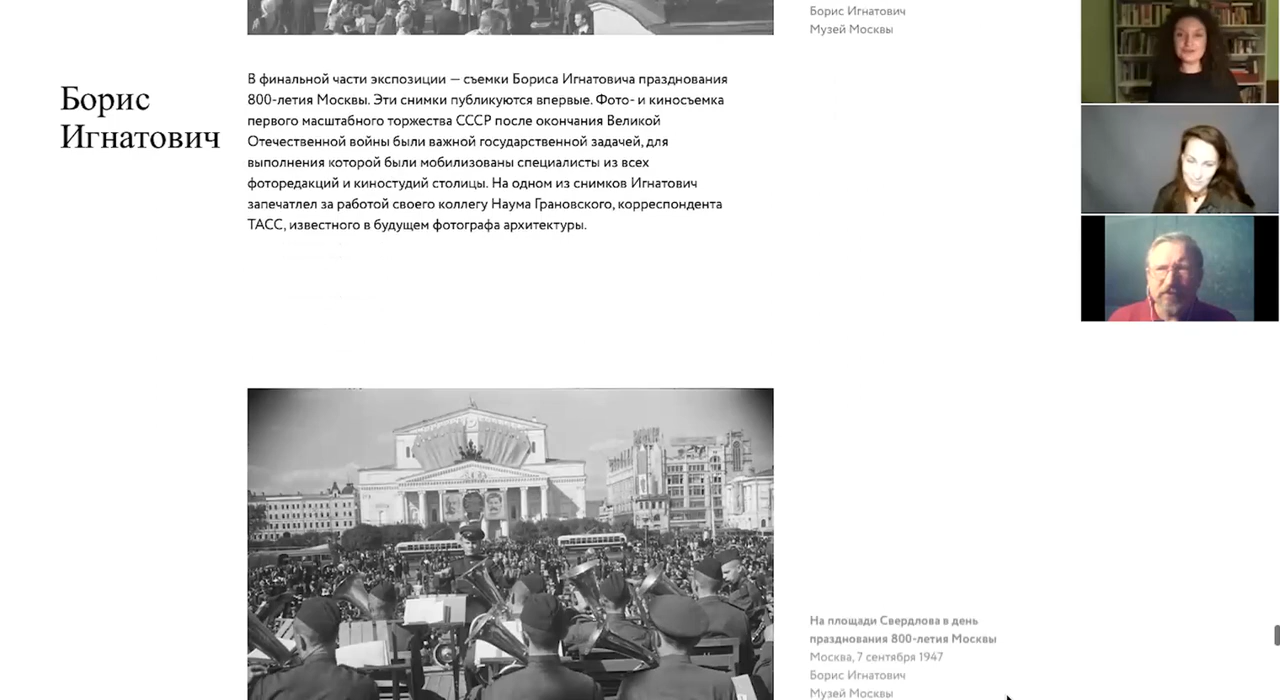 Борис Игнатович
Музей Москвы
Борис
Игнатович
В финальной части экспозиции — съемки Бориса Игнатовича празднования
800-летия Москвы. Эти снимки публикуются впервые. Фото- и киносъемка
первого масштабного торжества СССР после окончания Великой
Отечественной войны были важной государственной задачей, для
выполнения которой были мобилизованы специалисты из всех
фоторедакций и киностудий столицы. На одном из снимков Игнатович
запечатлел за работой своего коллегу Наума Грановского, корреспондента
ТАСС, известного в будущем фотографа архитектуры.
На площади Свердлова в день
празднования 800-летия Москвы
Москва, 7 сентября 1947
Борис Игнатович
Музей Москвы